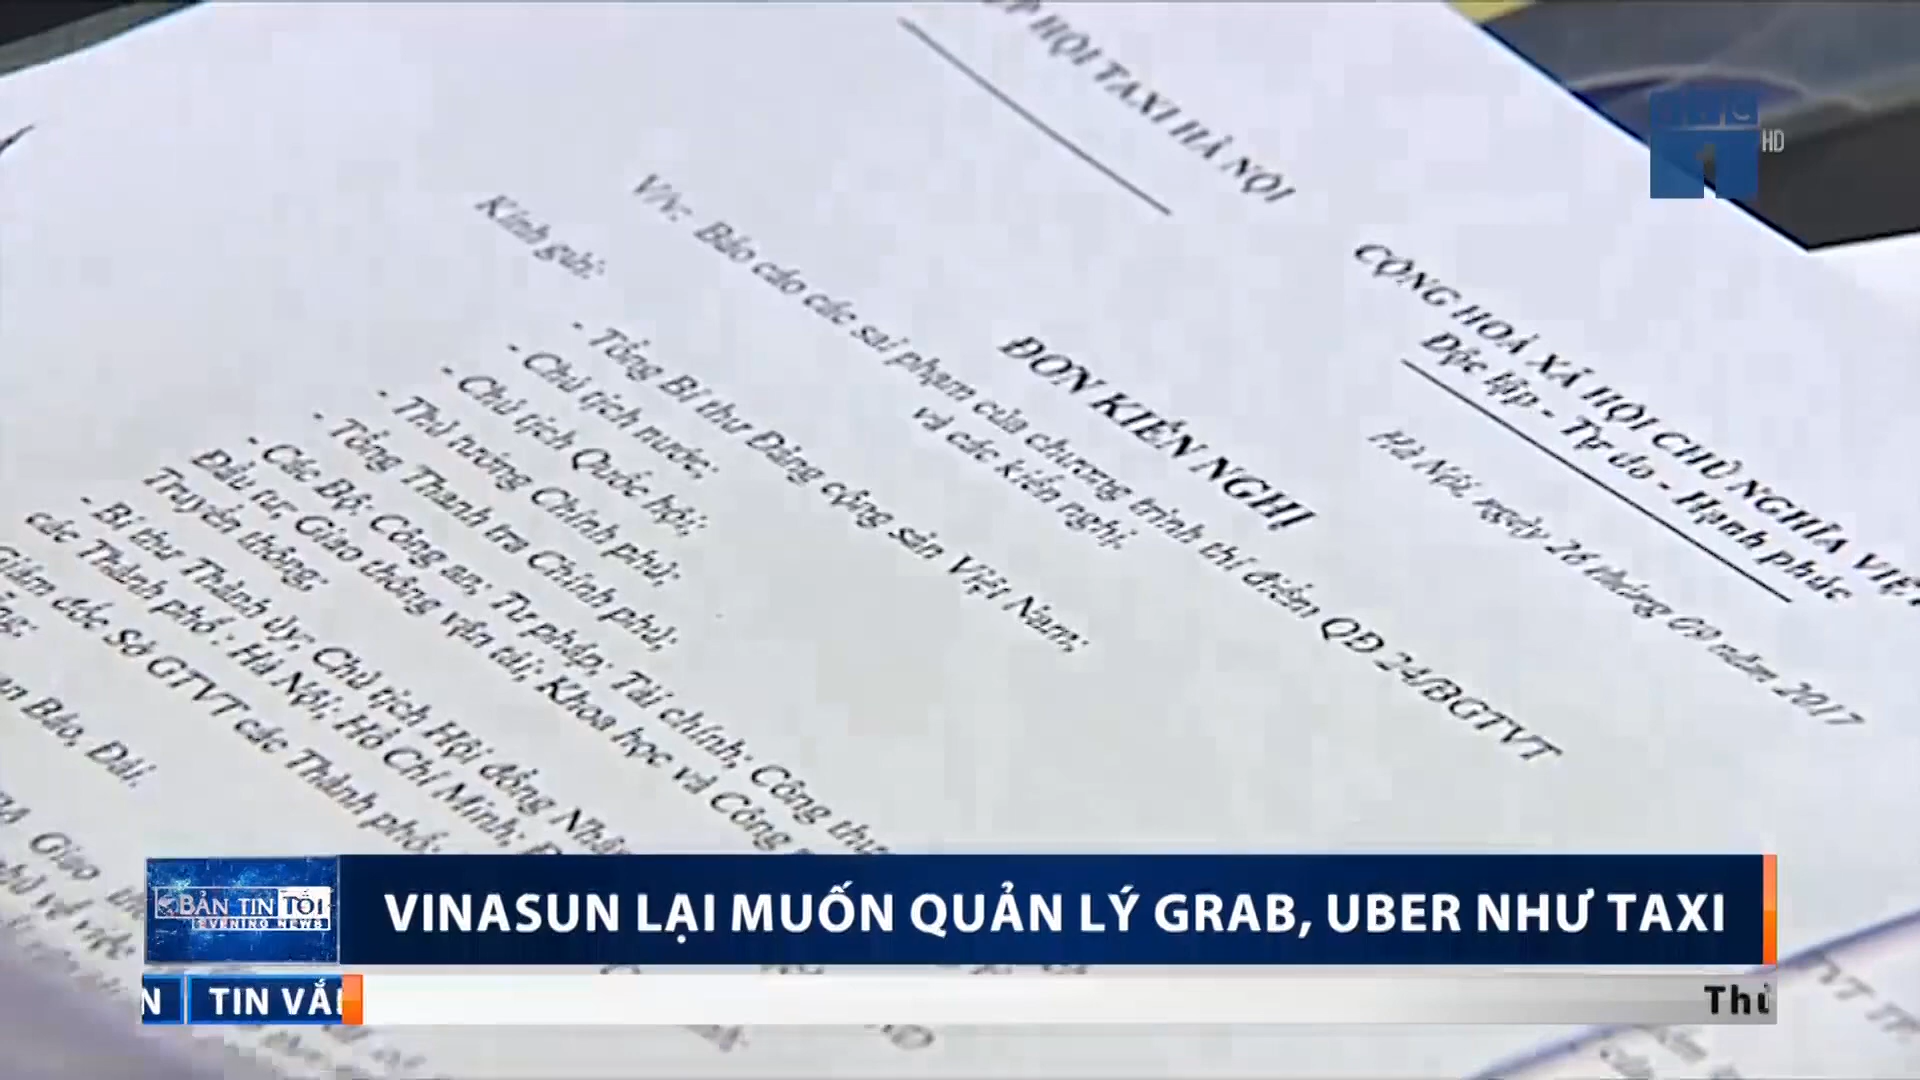 HỘI TAXI HÀ NỘI
CỘNG HOÀ XÃ HỘI CHỦ NGHĨA VIỆT
Độc lập - Tự do - Hạnh phúc
Hà Nội, ngày 26 tháng 09 năm 2017
ĐƠN KIẾN NGHỊ
V/v: Báo cáo các sai phạm của chương trình thí điểm QĐ 24/BGTVT
và các kiến nghị.
Kính gửi:
- Tổng Bí thư Đảng cộng sản Việt Nam;
- Chủ tịch nước;
- Chủ tịch Quốc hội;
- Thủ tướng Chính phủ;
- Tổng Thanh tra Chính phủ;
- Các Bộ: Công an; Tư pháp; Tài chính; Công thư
Đầu tư; Giao thông vận tải; Khoa học và Công
Truyền thông;
- Bí thư Thành ủy; Chủ tịch Hội đồng Nhân
các Thành phố: Hà Nội; Hồ Chí Minh;
Giám đốc Sở GTVT các Thành phố:
Báo, Đài.
Giao
HD
1
BẢN TIN TỐI
EVENING NEWS
VINASUN LẠI MUỐN QUẢN LÝ GRAB, UBER NHƯ TAXI
N
TIN VẮ
Thủ